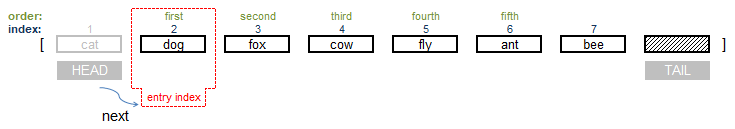 order: first second third fourth fifth
index: 1 2 3 4 5 6 7
[ cat dog fox cow fly ant bee ]
HEAD TAIL
entry index
next